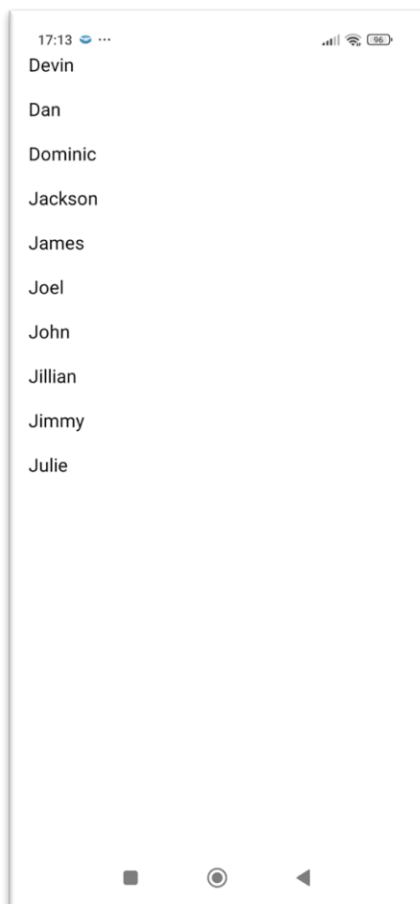 17:13 ...
96
Devin
Dan
Dominic
Jackson
James
Joel
John
Jillian
Jimmy
Julie